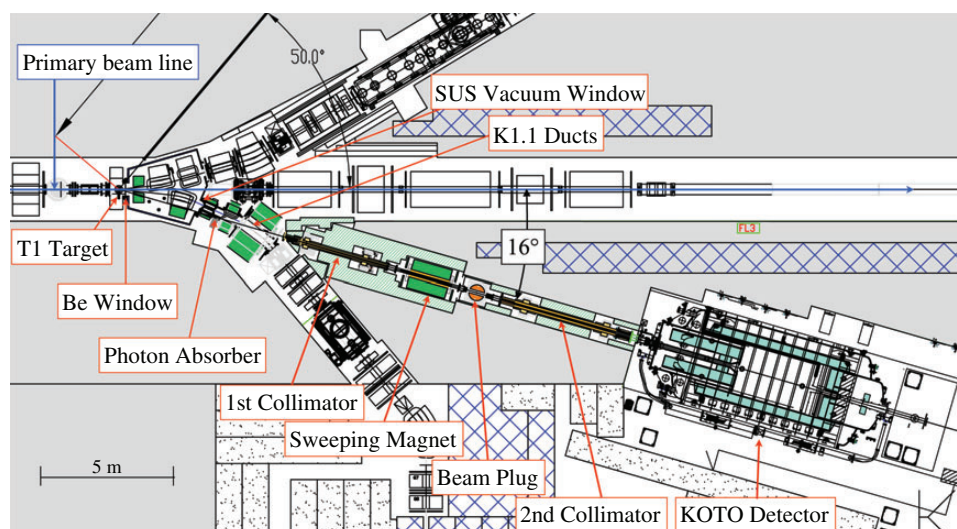 50.0°
Primary beam line
SUS Vacuum Window
K1.1 Ducts
T1 Target
FL3
16°
Be Window
Photon Absorber
1st Collimator
Sweeping Magnet
Beam Plug
5 m
2nd Collimator
KOTO Detector